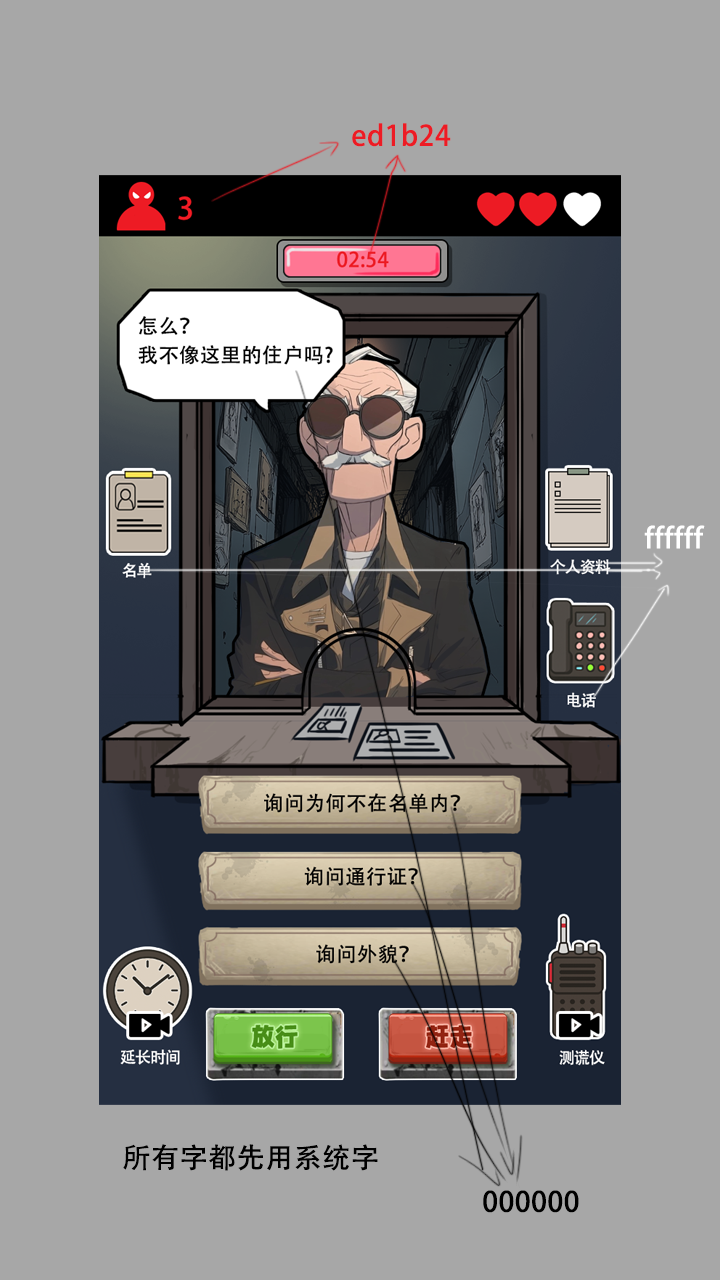 ed1b24
3
02:54
怎么?
我不像这里的住户吗?
ffffff
名单
个人资料
电话
询问为何不在名单内?
询问通行证?
询问外貌?
放行
赶走
延长时间
测谎仪
所有字都先用系统字
000000